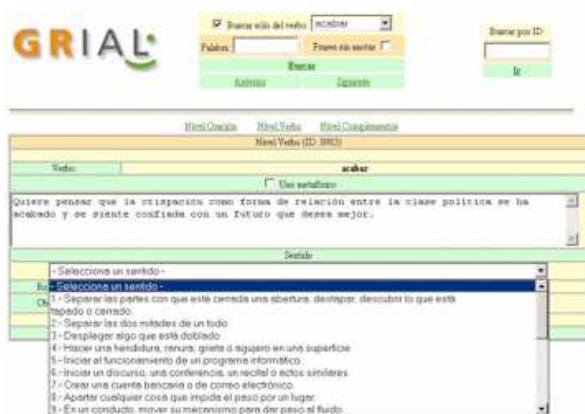 GRIAL
Buscar sólo del verbo: acabar
Palabra: Frases sin anotar
Buscar
Anterior Siguiente
Buscar por ID:
Ir
Nivel Oración Nivel Verbo Nivel Complementos
Nivel Verbo (ID:
Verbo: acabar
Uso metafórico
Quiere pensar que la crispación como forma de relación entre la clase política se ha
acabado y se siente confiada con un futuro que desea mejor.
Sentido
- Selecciona un sentido -
- Selecciona un sentido -
1 - Separar las partes con que está cerrada una abertura, destapar, descubrir lo que está
tapado o cerrado.
2 - Separar las dos mitades de un todo
3 - Desplegar algo que está doblado
4 - Hacer una hendidura, ranura, grieta o agujero en una superficie
5 - Iniciar el funcionamiento de un programa informático.
6 - Iniciar un discurso, una conferencia, un recital o actos similares
7 - Crear una cuenta bancaria o de correo electrónico.
8 - Apartar cualquier cosa que impida el paso por un lugar.
9 - En un conducto, mover su mecanismo para dar paso al fluido.